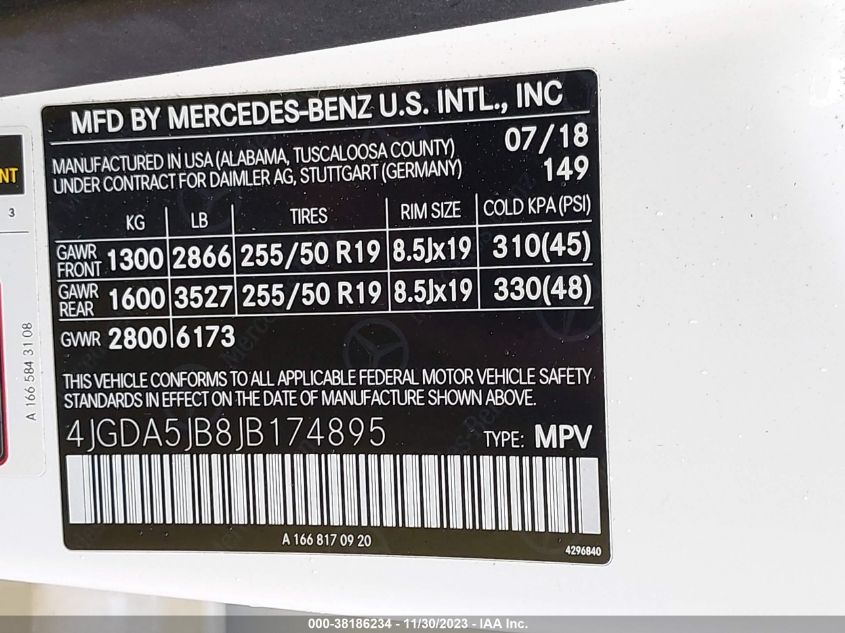 MFD BY MERCEDES-BENZ U.S. INTL., INC
MANUFACTURED IN USA (ALABAMA, TUSCALOOSA COUNTY) 07/18
UNDER CONTRACT FOR DAIMLER AG, STUTTGART (GERMANY) 149
KG LB TIRES RIM SIZE COLD KPA(PSI)
GAWR FRONT 1300 2866 255/50 R19 8.5Jx19 310(45)
GAWR REAR 1600 3527 255/50 R19 8.5Jx19 330(48)
GVWR 2800 6173
THIS VEHICLE CONFORMS TO ALL APPLICABLE FEDERAL MOTOR VEHICLE SAFETY
STANDARDS IN EFFECT ON THE DATE OF MANUFACTURE SHOWN ABOVE.
4JGDA5JB8JB174895 TYPE: MPV
A 166 817 09 20
4296840
NT
3
A 166 584 31 08
000-38186234 - 11/30/2023 - IAA Inc.